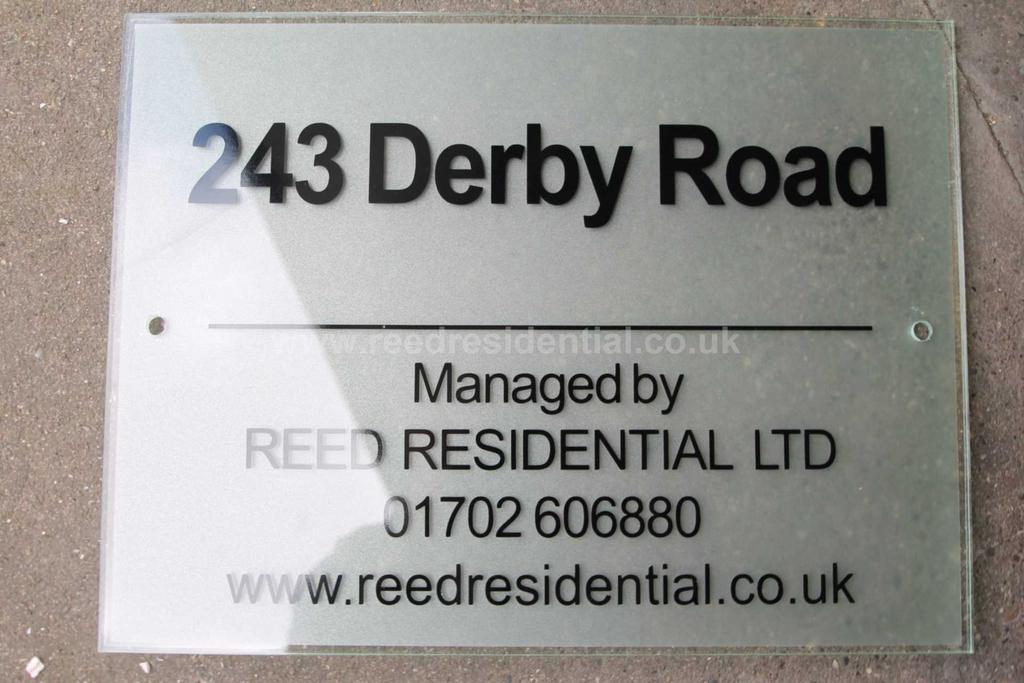 243 Derby Road
www.reedresidential.co.uk
Managed by
REED RESIDENTIAL LTD
01702 606880
www.reedresidential.co.uk